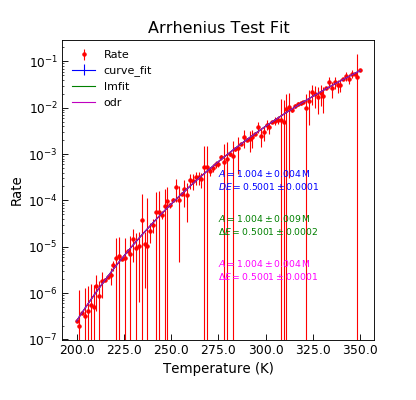 Arrhenius Test Fit
Rate
curve_fit
lmfit
odr
A = 1.004 ± 0.004 M
ΔE = 0.5001 ± 0.0001
A = 1.004 ± 0.009 M
ΔE = 0.5001 ± 0.0002
A = 1.004 ± 0.004 M
ΔE = 0.5001 ± 0.0001
Rate
10⁻¹
10⁻²
10⁻³
10⁻⁴
10⁻⁵
10⁻⁶
10⁻⁷
200.0 225.0 250.0 275.0 300.0 325.0 350.0
Temperature (K)